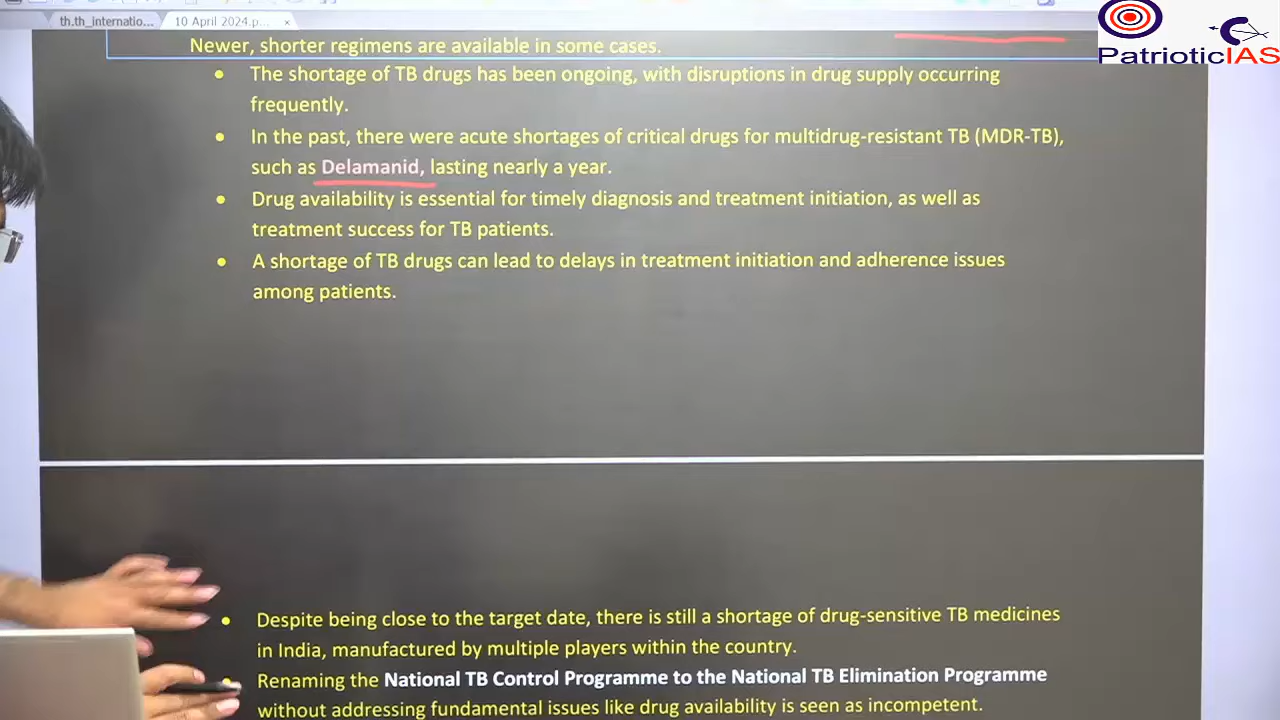 th.th_internatio...
10 April 2024.p...
×
PatrioticIAS
Newer, shorter regimens are available in some cases.
• The shortage of TB drugs has been ongoing, with disruptions in drug supply occurring
frequently.
• In the past, there were acute shortages of critical drugs for multidrug-resistant TB (MDR-TB),
such as Delamanid, lasting nearly a year.
• Drug availability is essential for timely diagnosis and treatment initiation, as well as
treatment success for TB patients.
• A shortage of TB drugs can lead to delays in treatment initiation and adherence issues
among patients.
• Despite being close to the target date, there is still a shortage of drug-sensitive TB medicines
in India, manufactured by multiple players within the country.
• Renaming the National TB Control Programme to the National TB Elimination Programme
without addressing fundamental issues like drug availability is seen as incompetent.